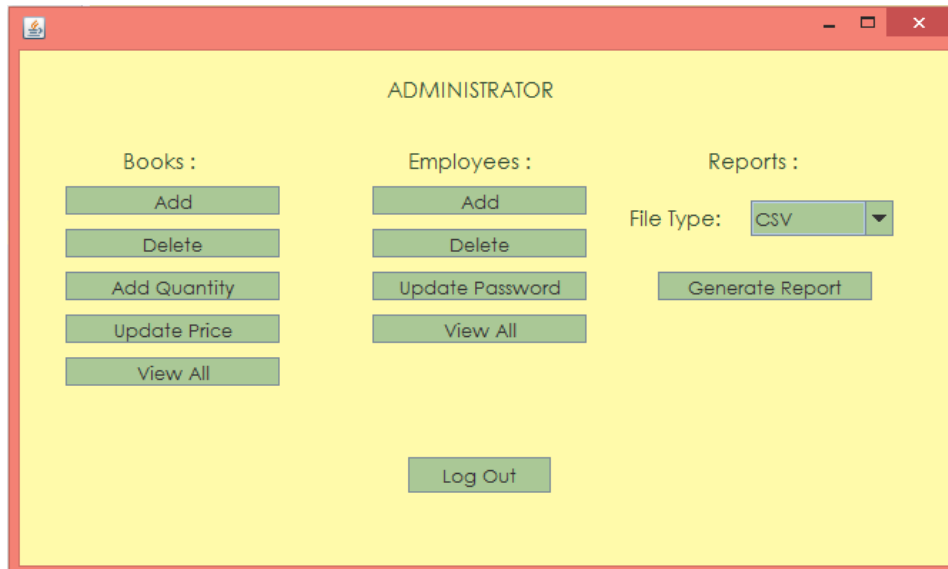 ADMINISTRATOR
Books :
Add
Delete
Add Quantity
Update Price
View All
Employees :
Add
Delete
Update Password
View All
Reports :
File Type:
CSV
Generate Report
Log Out